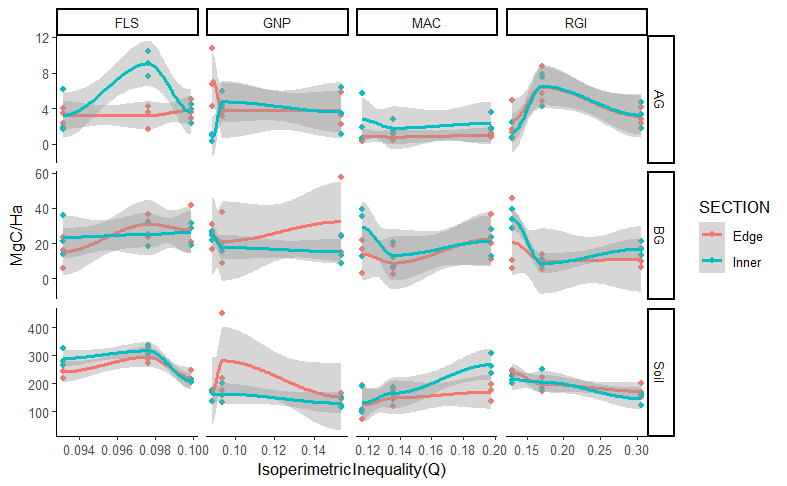 FLS GNP MAC RGI
12
8
4
0
AG
60
40
20
0
BG
400
300
200
100
Soil
MgC/Ha
0.094 0.096 0.098 0.100 0.10 0.12 0.14 0.12 0.14 0.16 0.18 0.20 0.15 0.20 0.25 0.30
IsoperimetricInequality(Q)
SECTION
Edge
Inner